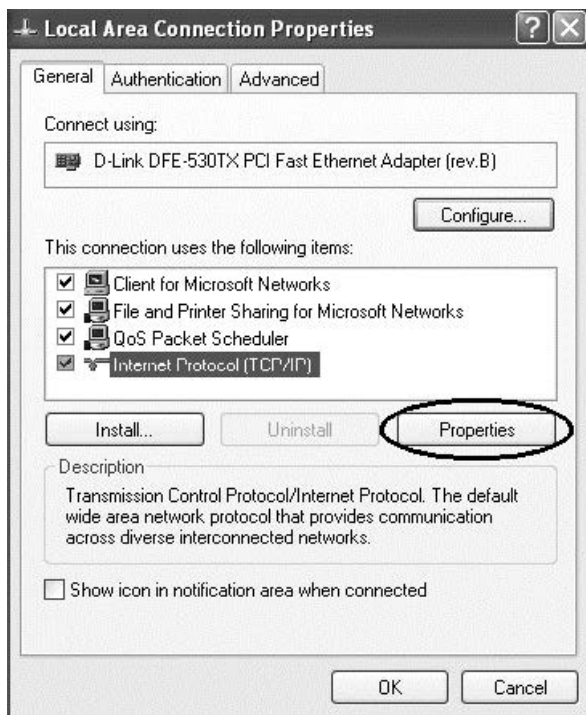 Local Area Connection Properties
General Authentication Advanced
Connect using:
D-Link DFE-530TX PCI Fast Ethernet Adapter (rev.B)
Configure...
This connection uses the following items:
Client for Microsoft Networks
File and Printer Sharing for Microsoft Networks
QoS Packet Scheduler
Internet Protocol (TCP/IP)
Install... Uninstall Properties
Description
Transmission Control Protocol/Internet Protocol. The default
wide area network protocol that provides communication
across diverse interconnected networks.
Show icon in notification area when connected
OK Cancel